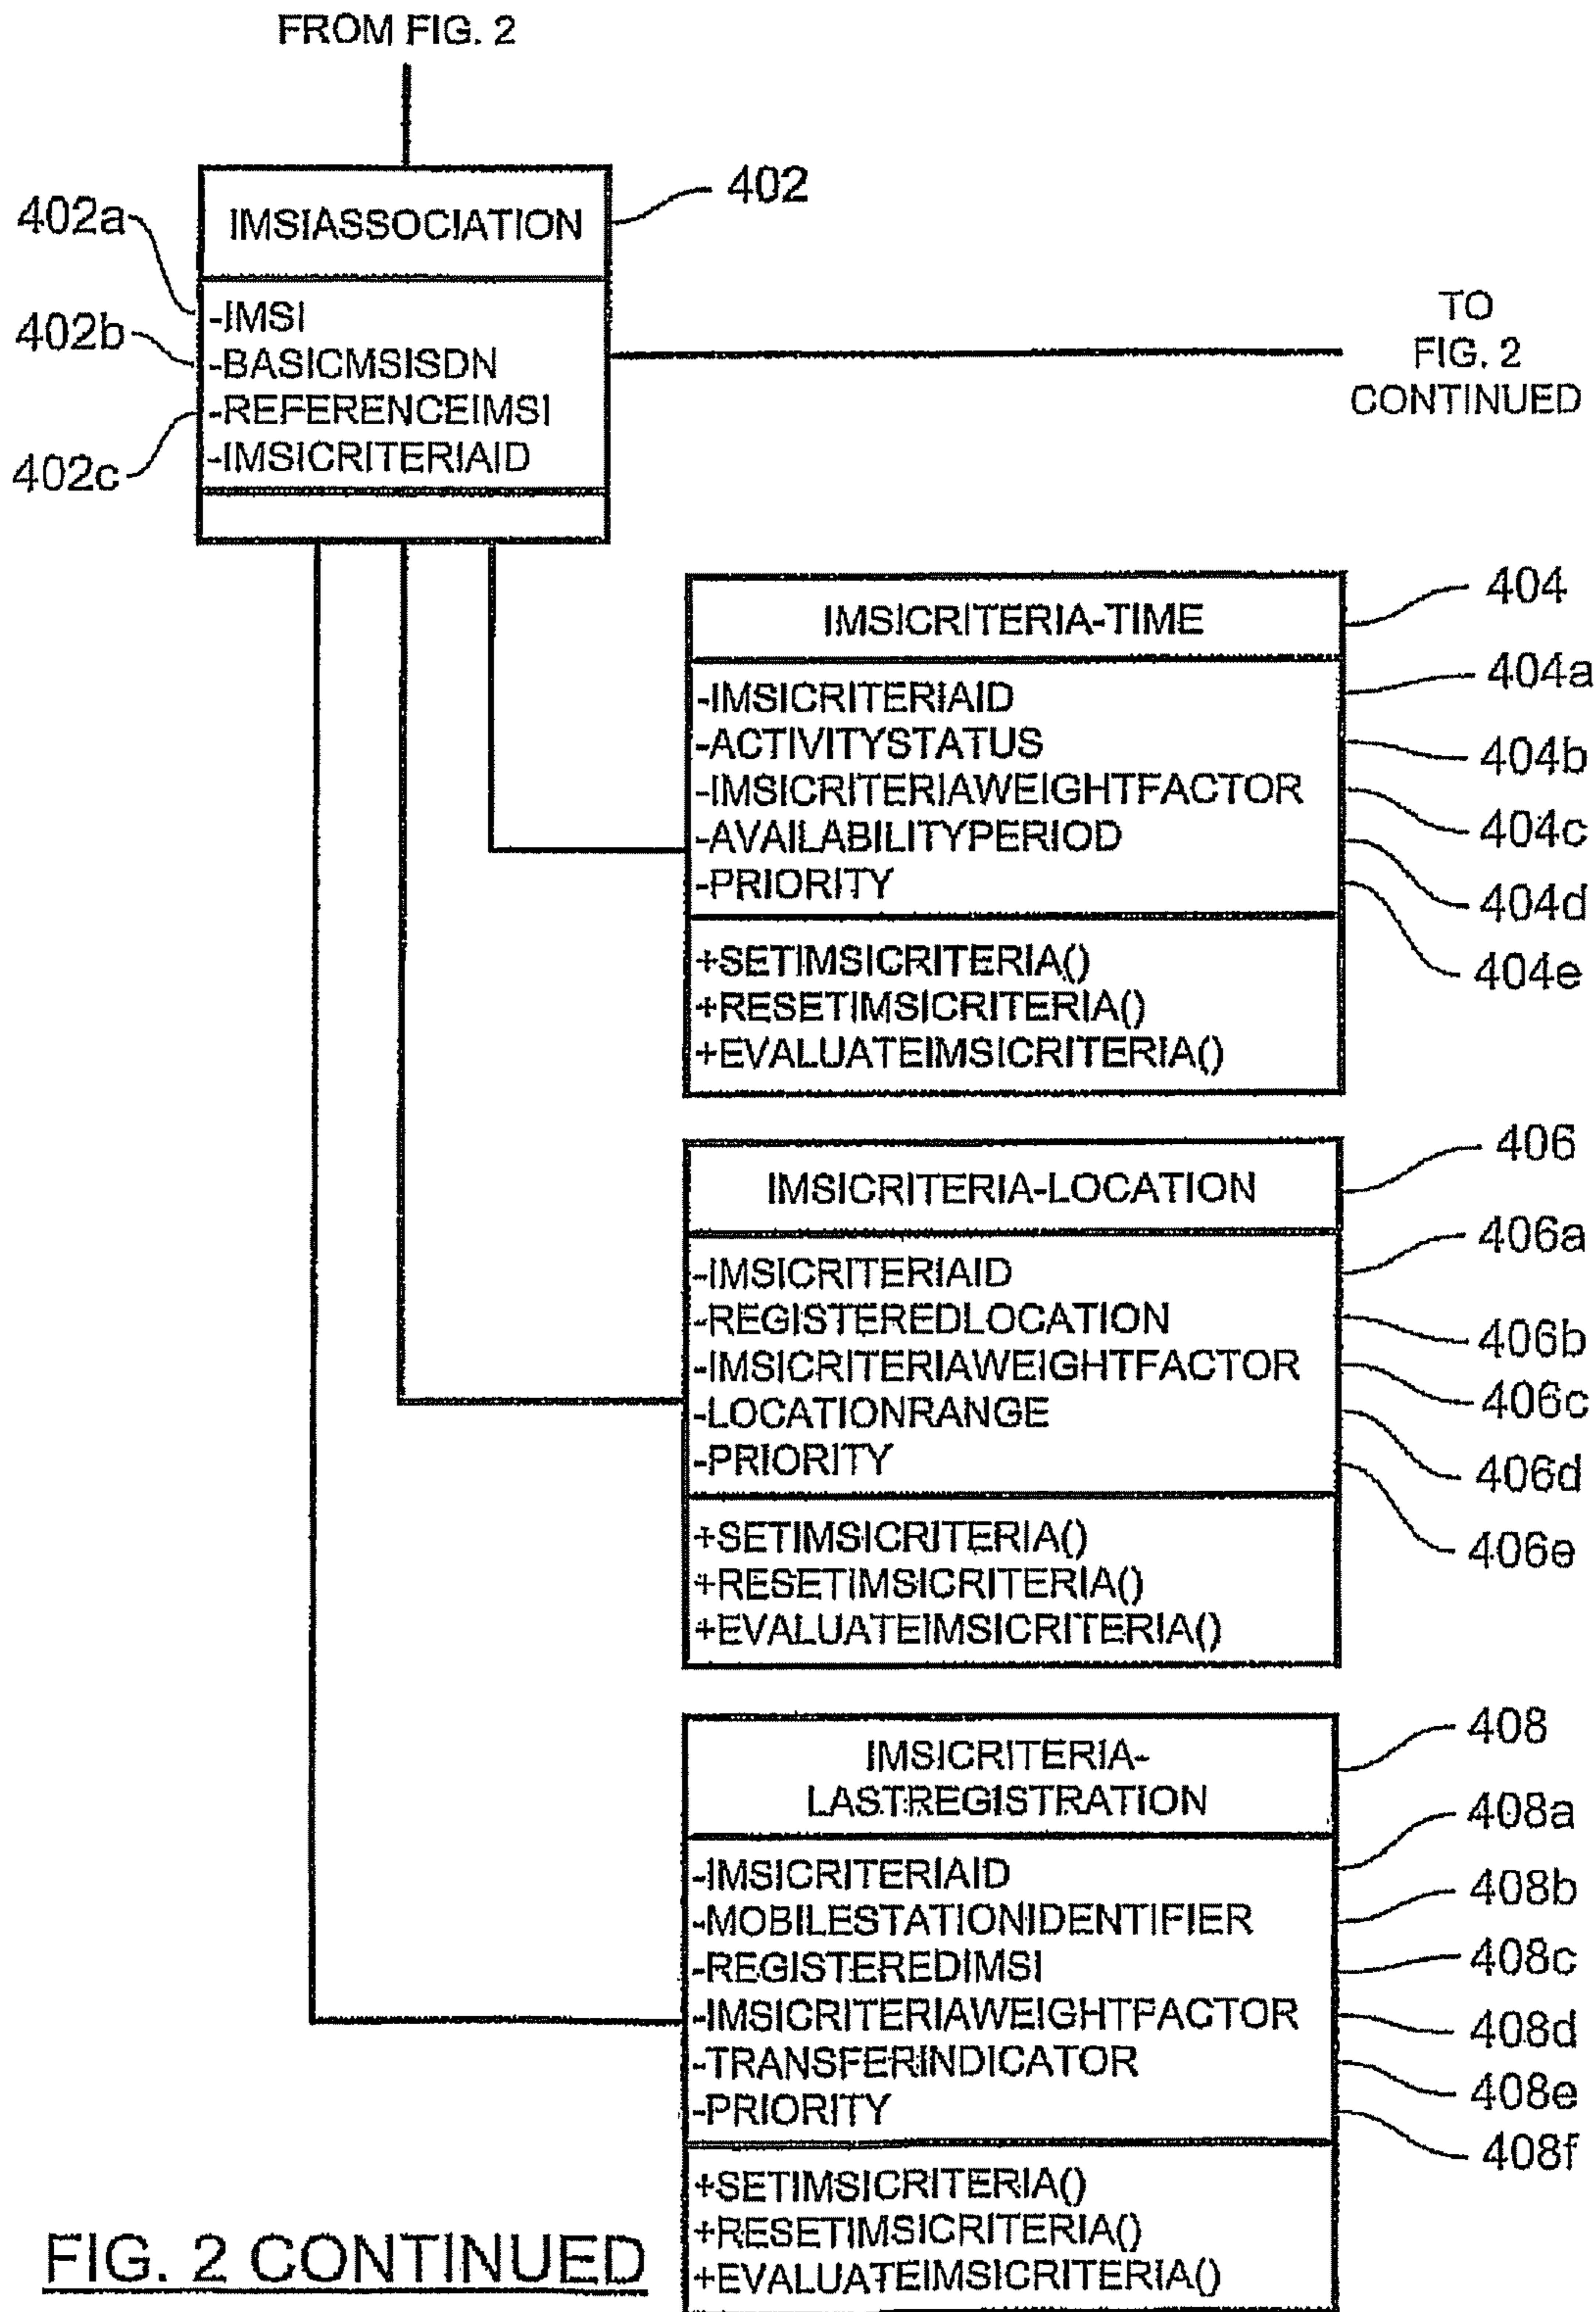 FROM FIG. 2
402
IMSIASSOCIATION
402a
-IMSI
402b
-BASICMSISDN
-REFERENCEIMSI
402c
-IMSICRITERIAID
TO
FIG. 2
CONTINUED
404
IMSICRITERIA-TIME
404a
-IMSICRITERIAID
-ACTIVITYSTATUS
404b
-IMSICRITERIAWEIGHTFACTOR
404c
-AVAILABILITYPERIOD
404d
-PRIORITY
404e
+SETIMSICRITERIA()
+RESETIMSICRITERIA()
+EVALUATEIMSICRITERIA()
406
IMSICRITERIA-LOCATION
406a
-IMSICRITERIAID
-REGISTEREDLOCATION
406b
-IMSICRITERIAWEIGHTFACTOR
406c
-LOCATIONRANGE
406d
-PRIORITY
406e
+SETIMSICRITERIA()
+RESETIMSICRITERIA()
+EVALUATEIMSICRITERIA()
408
IMSICRITERIA-
LASTREGISTRATION
408a
-IMSICRITERIAID
408b
-MOBILESTATIONIDENTIFIER
408c
-REGISTEREDIMSI
-IMSICRITERIAWEIGHTFACTOR
408d
-TRANSFERINDICATOR
408e
-PRIORITY
408f
+SETIMSICRITERIA()
+RESETIMSICRITERIA()
+EVALUATEIMSICRITERIA()
FIG. 2 CONTINUED